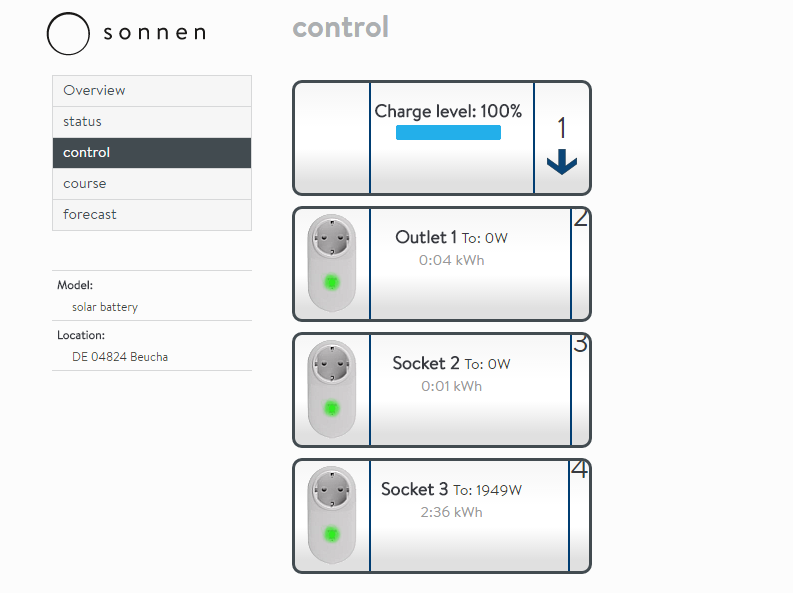 sonnen
control
Overview
status
control
course
forecast
Model:
solar battery
Location:
DE 04824 Beucha
Charge level: 100%
1
Outlet 1 To: 0W
0:04 kWh
2
Socket 2 To: 0W
0:01 kWh
3
Socket 3 To: 1949W
2:36 kWh
4